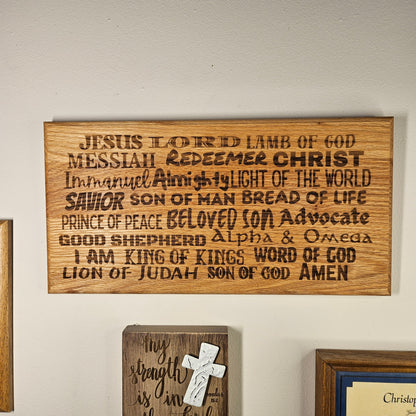 JESUS LORD LAMB OF GOD
MESSIAH REDEEMER CHRIST
Immanuel Almighty LIGHT OF THE WORLD
SAVIOR SON OF MAN BREAD OF LIFE
PRINCE OF PEACE BELOVED SON Advocate
GOOD SHEPHERD Alpha & Omega
I AM KING OF KINGS WORD OF GOD
LION OF JUDAH SON OF GOD AMEN
My
strength
is in
Christop